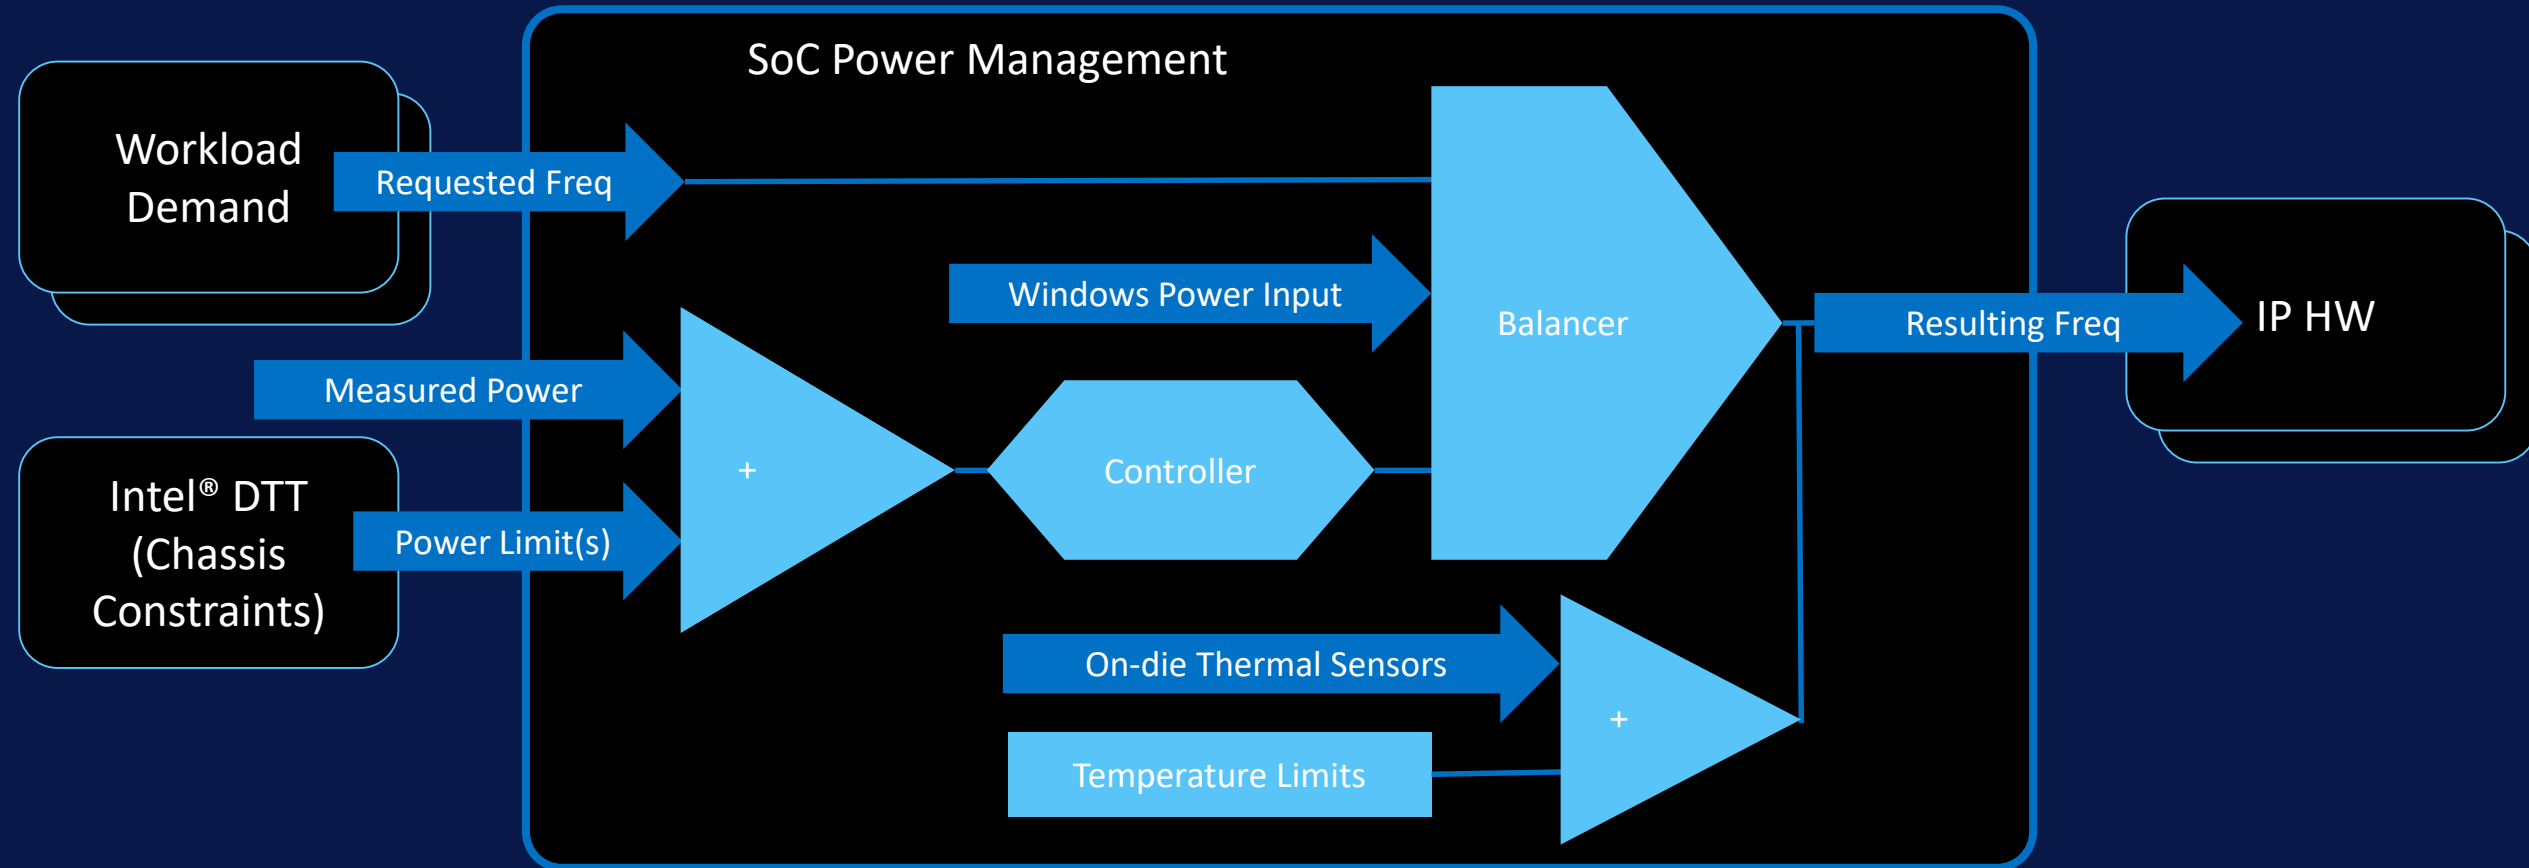 SoC Power Management
Workload
Demand
Requested Freq
Windows Power Input
Balancer
Resulting Freq
IP HW
Measured Power
+
Controller
Intel® DTT
(Chassis
Constraints)
Power Limit(s)
On-die Thermal Sensors
+
Temperature Limits